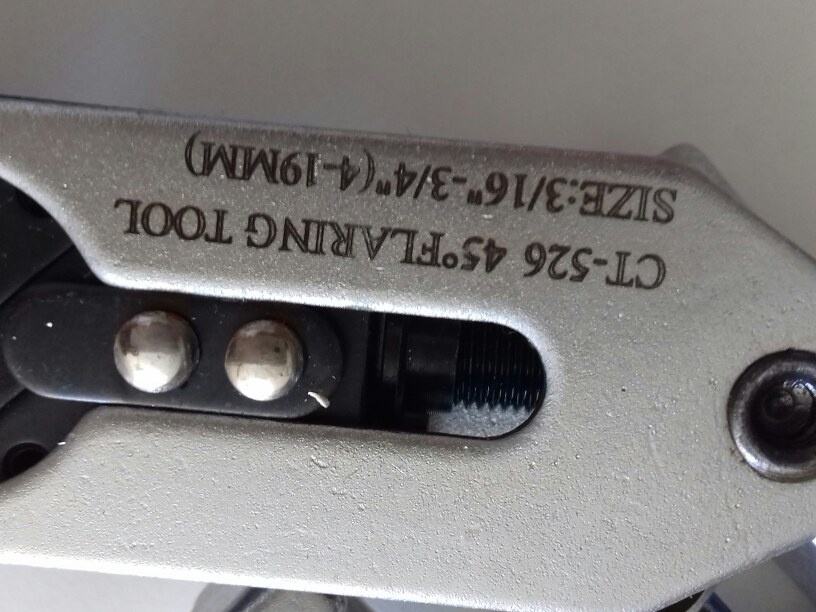 CT-526 45°FLARING TOOL
SIZE:3/16"-3/4"(4-19MM)